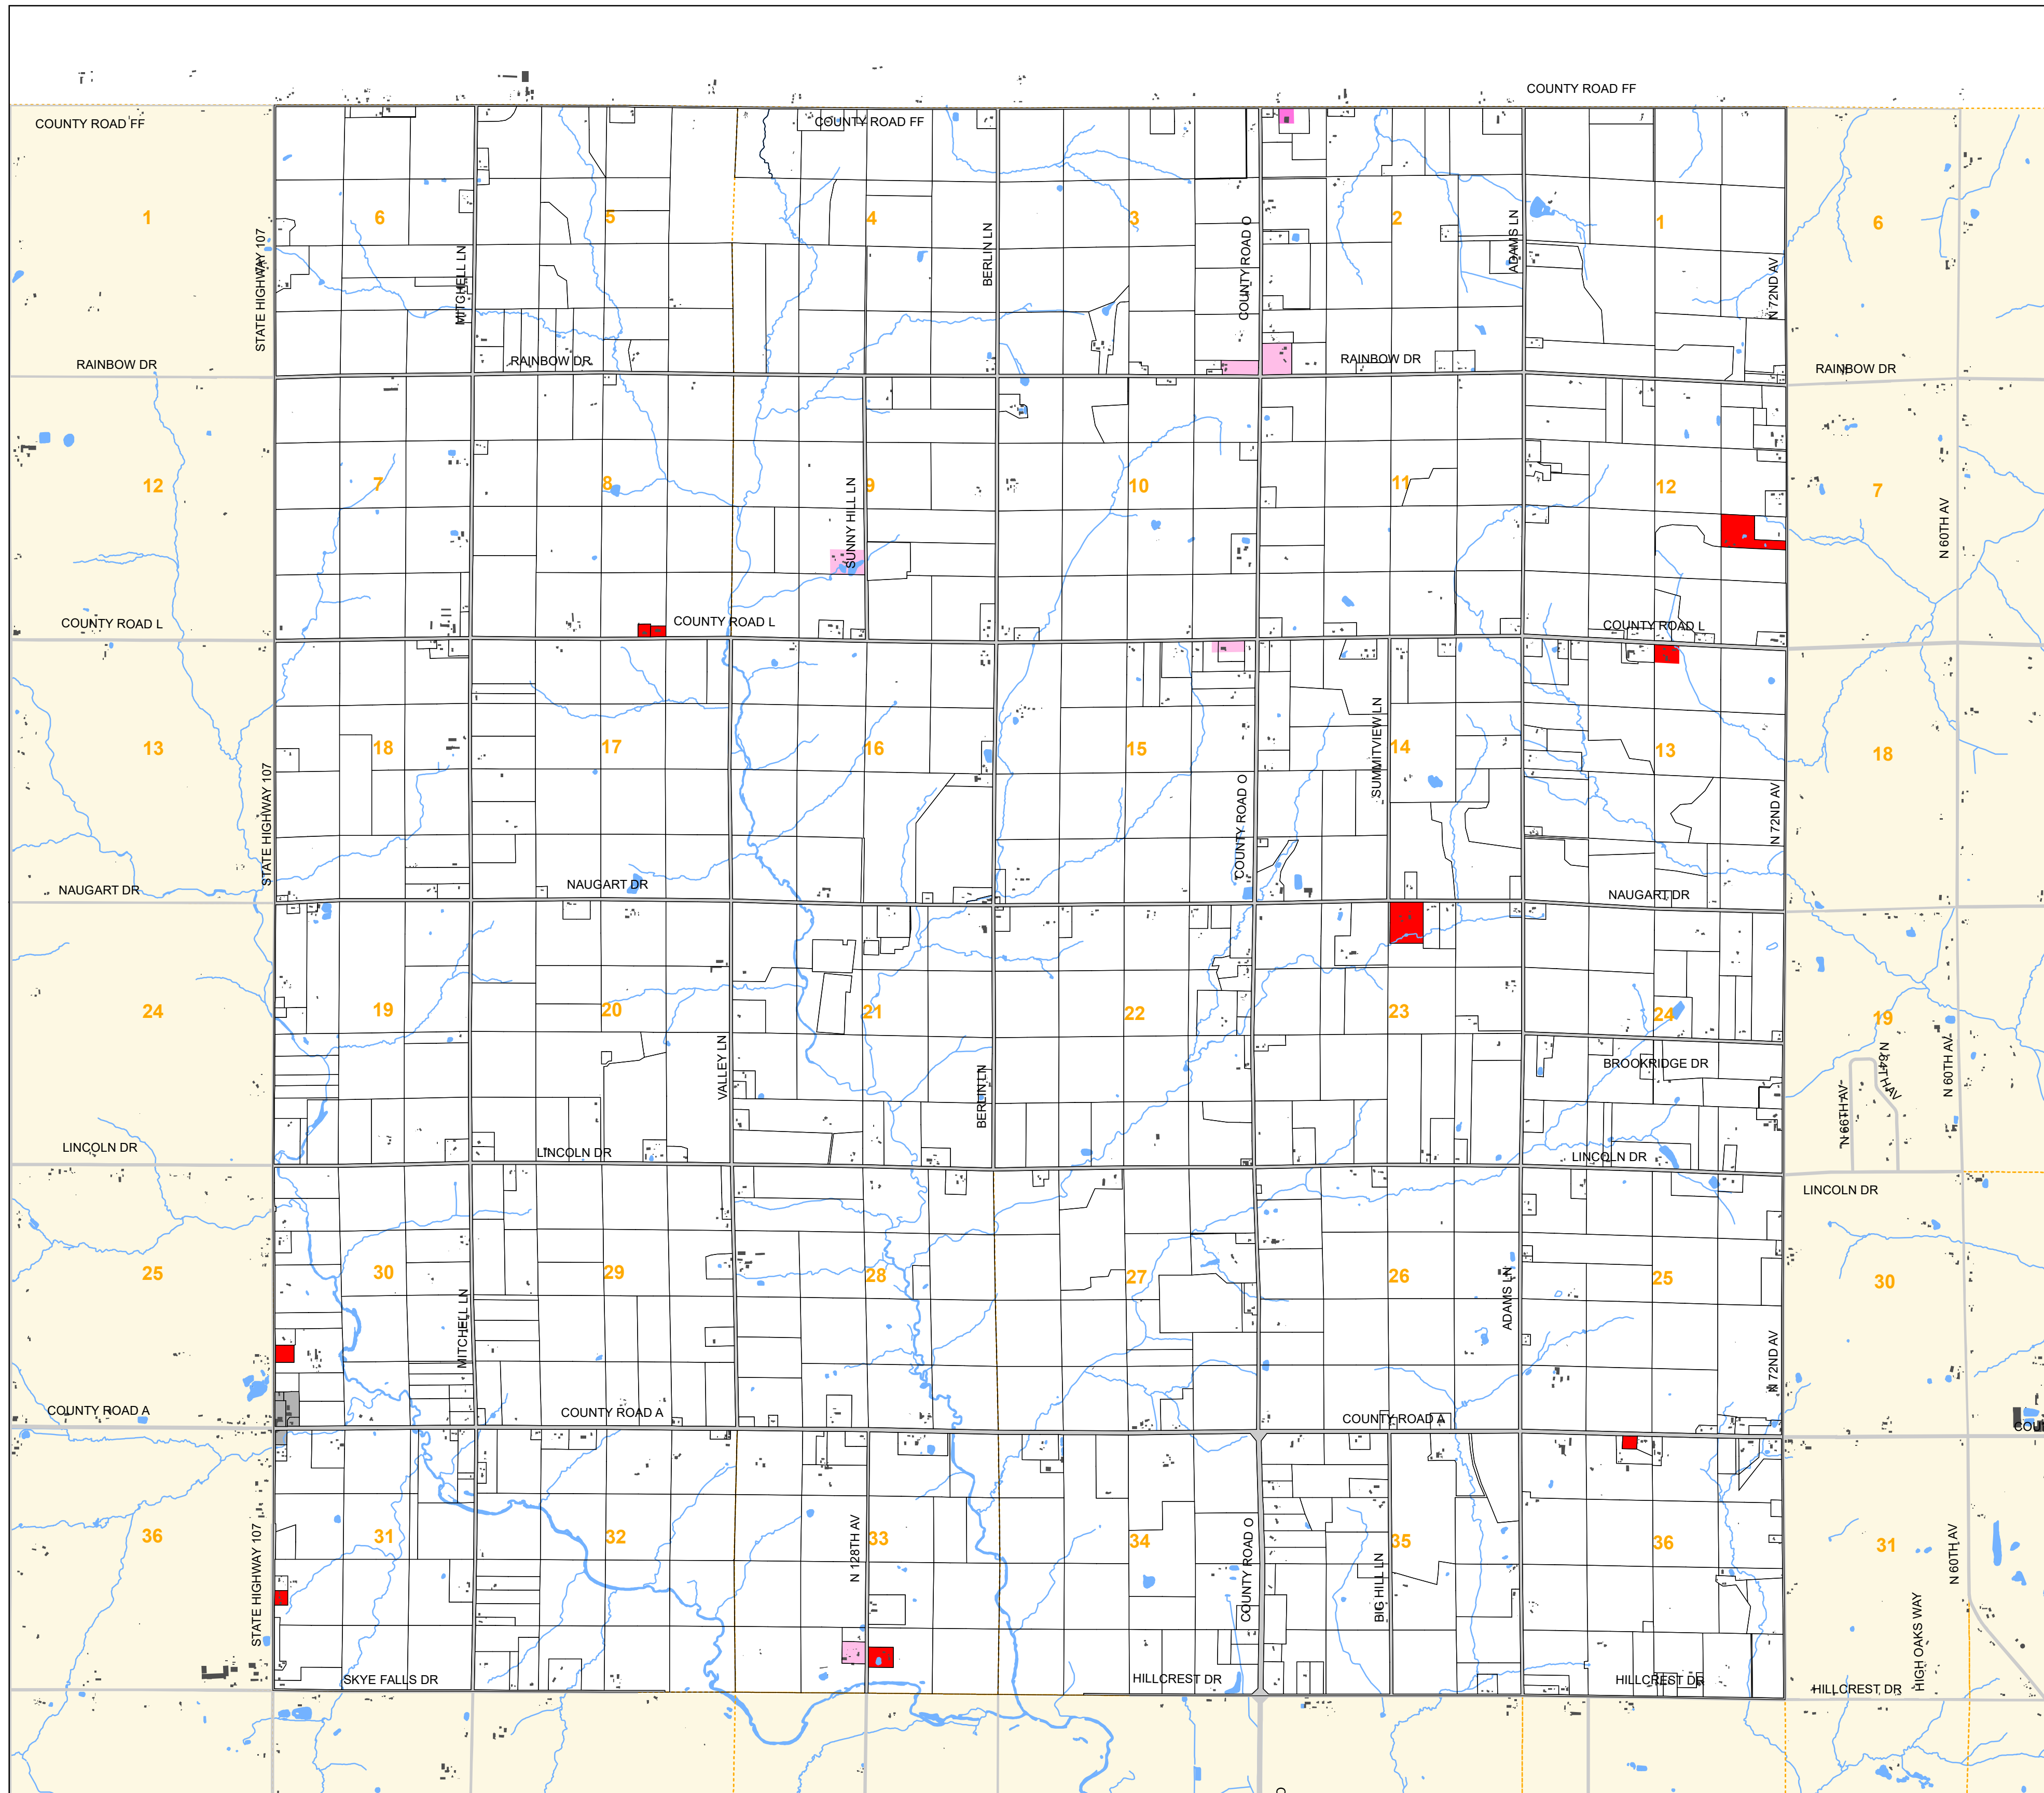 COUNTY ROAD FF
COUNTY ROAD FF
COUNTY ROAD FF
1
6
5
4
3
2
1
6
STATE HIGHWAY 107
MITCHELL LN
BERLIN LN
COUNTY ROAD O
ADAMS LN
N 72ND AV
RAINBOW DR
RAINBOW DR
RAINBOW DR
RAINBOW DR
12
7
8
9
10
11
12
7
SUNNY HILL LN
N 60TH AV
COUNTY ROAD L
COUNTY ROAD L
COUNTY ROAD L
13
18
17
16
15
14
13
18
STATE HIGHWAY 107
COUNTY ROAD O
SUMMITVIEW LN
N 72ND AV
NAUGART DR
NAUGART DR
NAUGART DR
24
19
20
21
22
23
24
19
VALLEY LN
BERLIN LN
BROOKRIDGE DR
N 66TH AV
N 64TH AV
N 60TH AV
LINCOLN DR
LINCOLN DR
LINCOLN DR
LINCOLN DR
25
30
29
28
27
26
25
30
MITCHELL LN
ADAMS LN
N 72ND AV
COUNTY ROAD A
COUNTY ROAD A
COUNTY ROAD A
36
31
32
33
34
35
36
31
STATE HIGHWAY 107
N 128TH AV
COUNTY ROAD O
BIG HILL LN
HIGH OAKS WAY
N 60TH AV
SKYE FALLS DR
HILLCREST DR
HILLCREST DR
HILLCREST DR